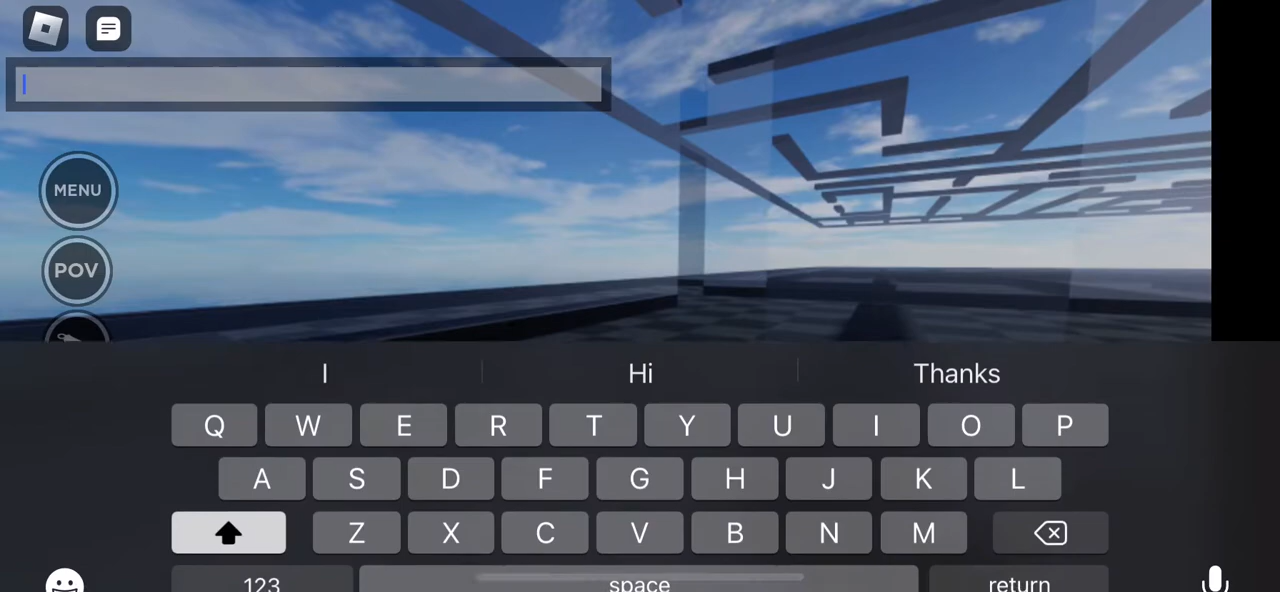 MENU
POV
I Hi Thanks
Q W E R T Y U I O P
A S D F G H J K L
Z X C V B N M
123 space return